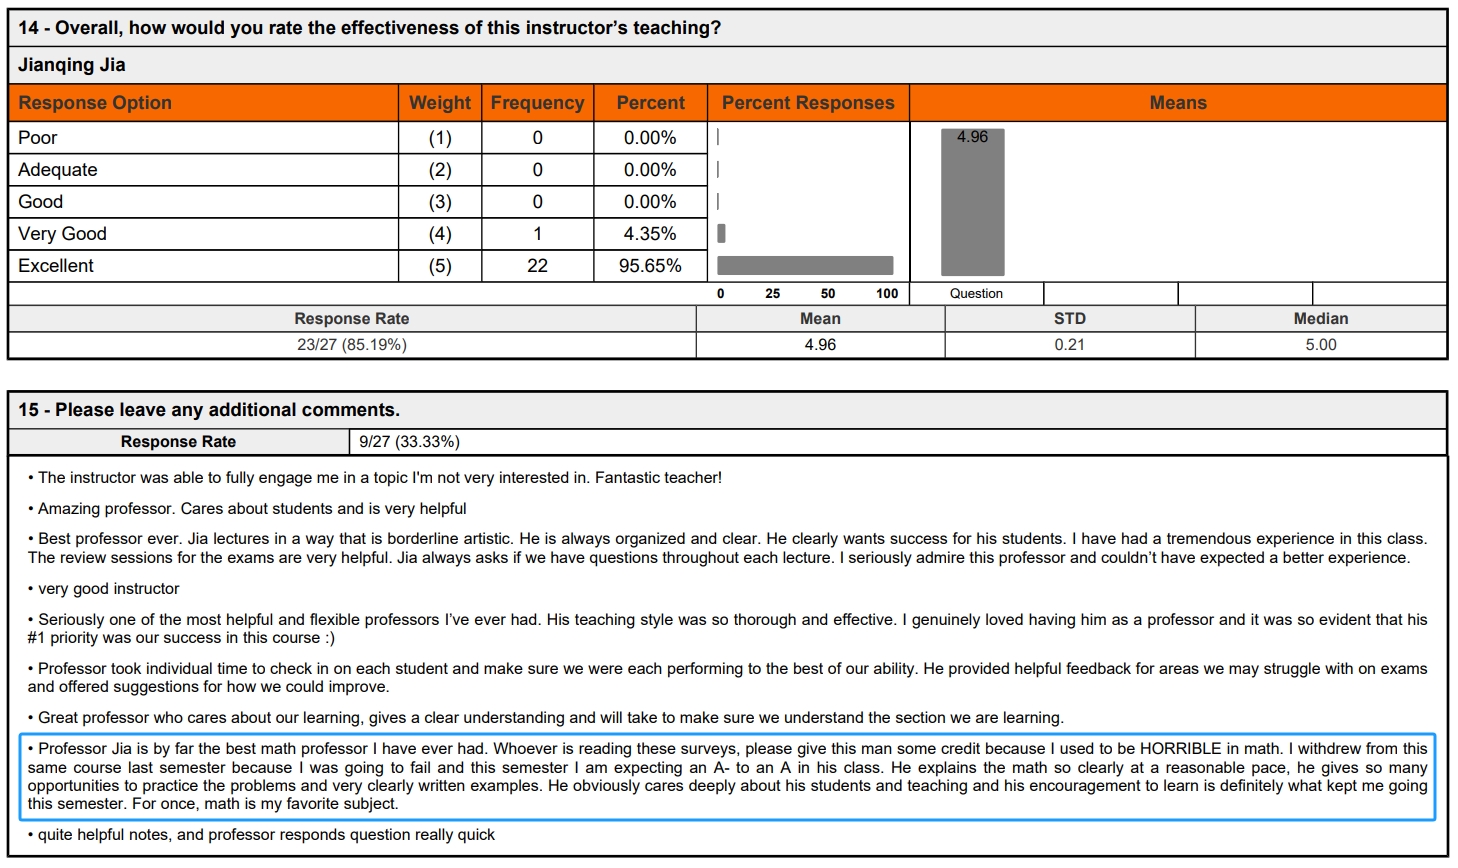 14 - Overall, how would you rate the effectiveness of this instructor's teaching?
Jianqing Jia
Response Option Weight Frequency Percent Percent Responses Means
Poor (1) 0 0.00% 4.96
Adequate (2) 0 0.00%
Good (3) 0 0.00%
Very Good (4) 1 4.35%
Excellent (5) 22 95.65%
0 25 50 100 Question
Response Rate Mean STD Median
23/27 (85.19%) 4.96 0.21 5.00
15 - Please leave any additional comments.
Response Rate 9/27 (33.33%)
• The instructor was able to fully engage me in a topic I'm not very interested in. Fantastic teacher!
• Amazing professor. Cares about students and is very helpful
• Best professor ever. Jia lectures in a way that is borderline artistic. He is always organized and clear. He clearly wants success for his students. I have had a tremendous experience in this class.
The review sessions for the exams are very helpful. Jia always asks if we have questions throughout each lecture. I seriously admire this professor and couldn't have expected a better experience.
• very good instructor
• Seriously one of the most helpful and flexible professors I've ever had. His teaching style was so thorough and effective. I genuinely loved having him as a professor and it was so evident that his
#1 priority was our success in this course :)
• Professor took individual time to check in on each student and make sure we were each performing to the best of our ability. He provided helpful feedback for areas we may struggle with on exams
and offered suggestions for how we could improve.
• Great professor who cares about our learning, gives a clear understanding and will take to make sure we understand the section we are learning.
• Professor Jia is by far the best math professor I have ever had. Whoever is reading these surveys, please give this man some credit because I used to be HORRIBLE in math. I withdrew from this
same course last semester because I was going to fail and this semester I am expecting an A- to an A in his class. He explains the math so clearly at a reasonable pace, he gives so many
opportunities to practice the problems and very clearly written examples. He obviously cares deeply about his students and teaching and his encouragement to learn is definitely what kept me going
this semester. For once, math is my favorite subject.
• quite helpful notes, and professor responds question really quick